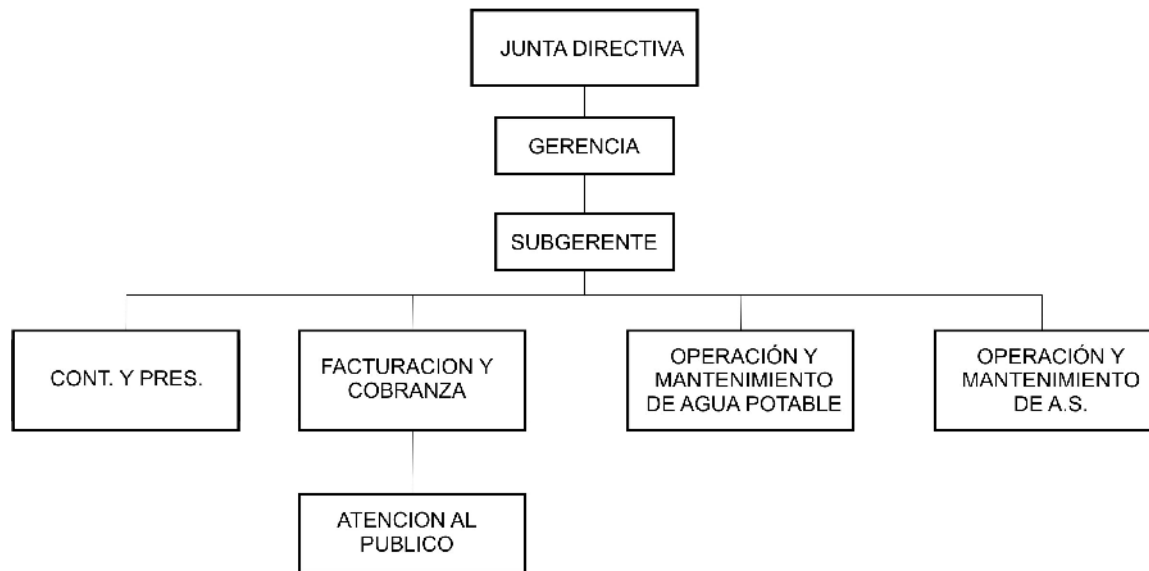 JUNTA DIRECTIVA
GERENCIA
SUBGERENTE
CONT. Y PRES.
FACTURACION Y
COBRANZA
OPERACIÓN Y
MANTENIMIENTO
DE AGUA POTABLE
OPERACIÓN Y
MANTENIMIENTO
DE A.S.
ATENCION AL
PUBLICO